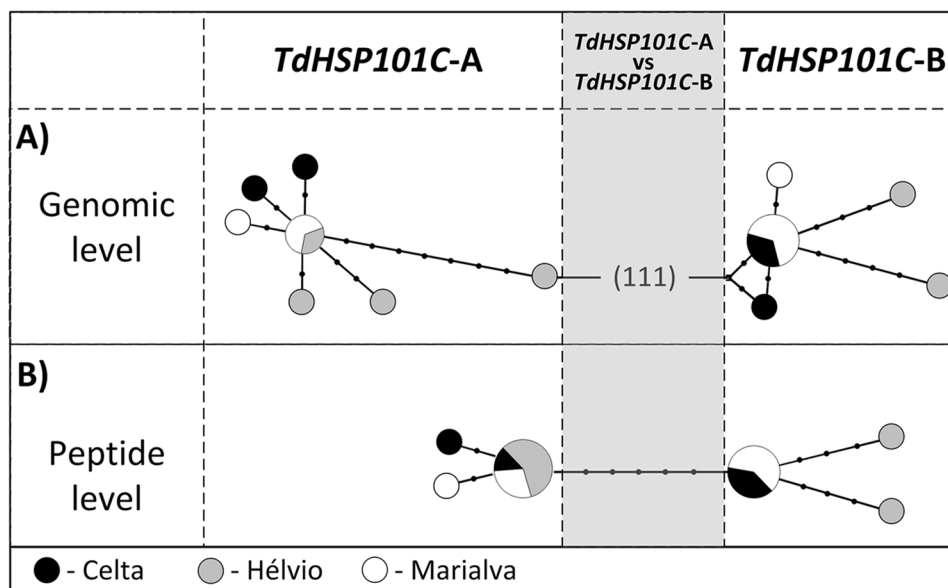 TdHSP101C-A
TdHSP101C-A
vs
TdHSP101C-B
TdHSP101C-B
A)
Genomic
level
(111)
B)
Peptide
level
- Celta
- Hélvio
- Marialva